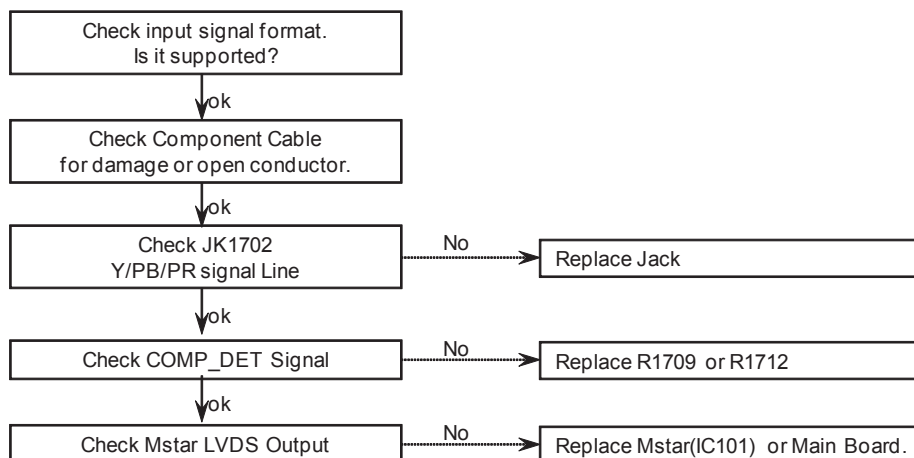 Check input signal format.
Is it supported?
ok
Check Component Cable
for damage or open conductor.
ok
Check JK1702
Y/PB/PR signal Line
No
Replace Jack
ok
Check COMP_DET Signal
No
Replace R1709 or R1712
ok
Check Mstar LVDS Output
No
Replace Mstar(IC101) or Main Board.